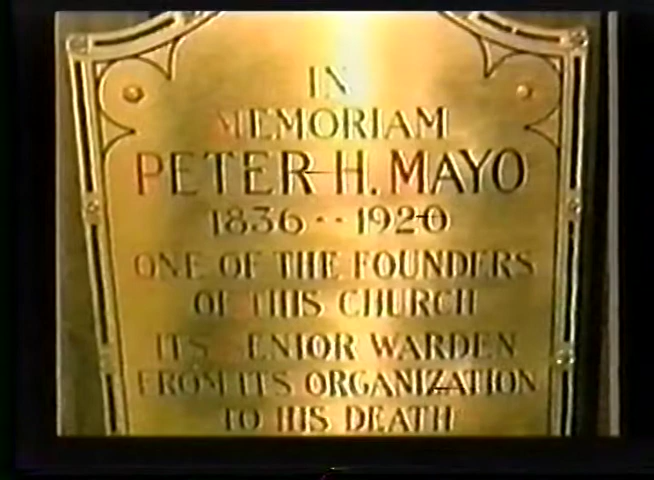 IN
MEMORIAM
PETER H. MAYO
1836 -- 1920
ONE OF THE FOUNDERS
OF THIS CHURCH
ITS SENIOR WARDEN
FROM ITS ORGANIZATION
TO HIS DEATH